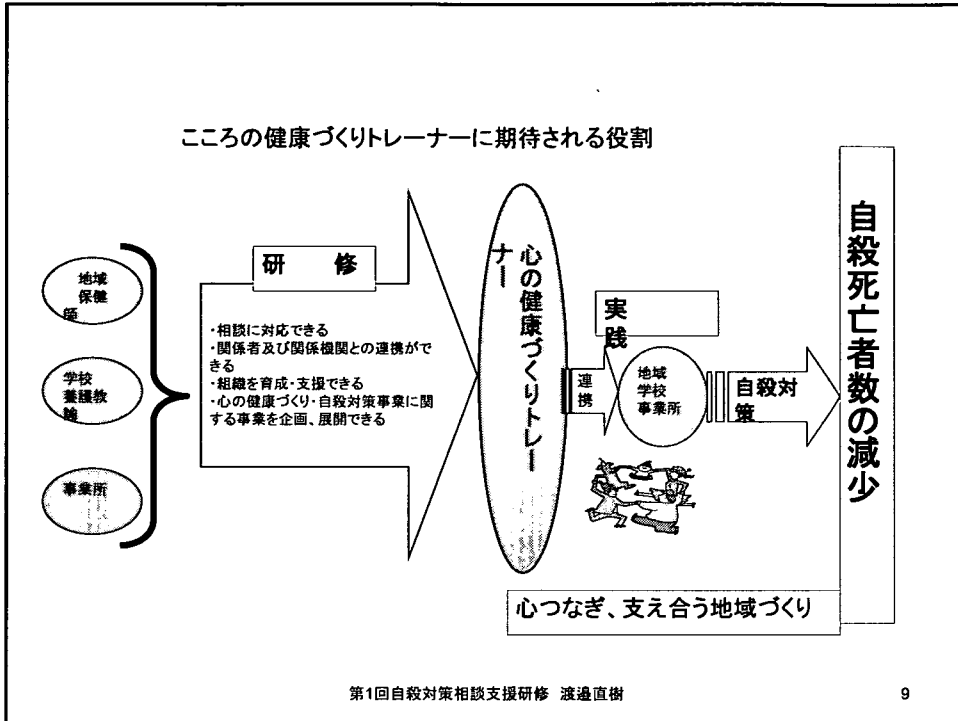 こころの健康づくりトレーナーに期待される役割
地域
保健
師
学校
養護教
諭
事業所
研　修
・相談に対応できる
・関係者及び関係機関との連携がで
きる
・組織を育成・支援できる
・心の健康づくり・自殺対策事業に関
する事業を企画、展開できる
心の健康づくりトレー
ナー
連
携
実
践
地域
学校
事業所
自殺対
策
自殺死亡者数の減少
心つなぎ、支え合う地域づくり
第1回自殺対策相談支援研修 渡邉直樹
9